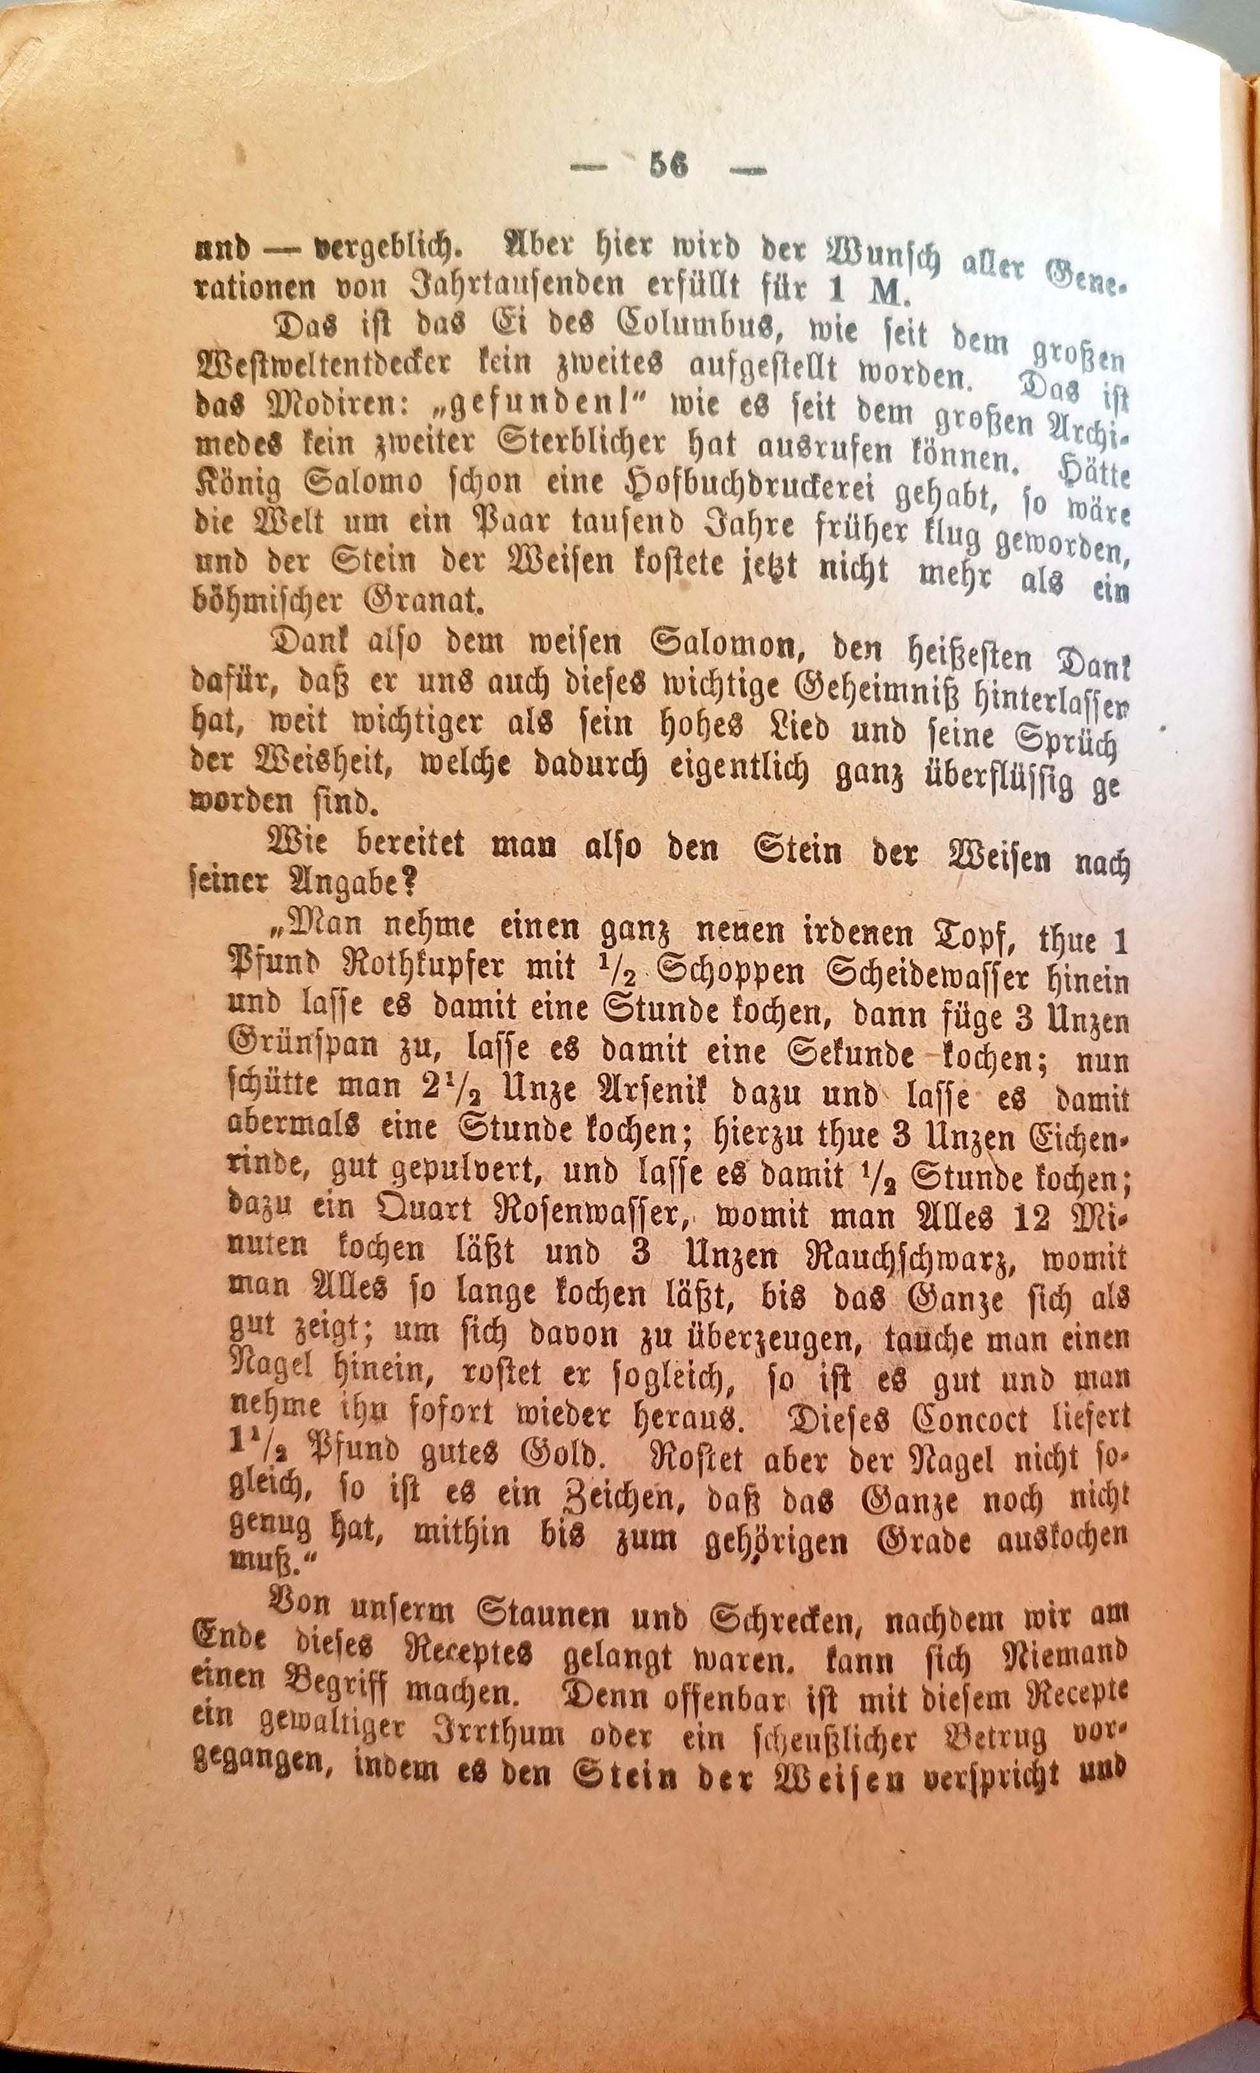 — 56 —
und — vergeblich. Aber hier wird der Wunsch aller Gene-
rationen von Jahrtausenden erfüllt für 1 M.
Das ist das Ei des Columbus, wie seit dem großen
Westweltentdecker kein zweites aufgestellt worden. Das ist
das Modiren: „gefunden!“ wie es seit dem großen Archi-
medes kein zweiter Sterblicher hat ausrufen können. Hätte
König Salomo schon eine Hofbuchdruckerei gehabt, so wäre
die Welt um ein Paar tausend Jahre früher klug geworden,
und der Stein der Weisen kostete jetzt nicht mehr als ein
böhmischer Granat.
Dank also dem weisen Salomon, den heißesten Dank
dafür, daß er uns auch dieses wichtige Geheimniß hinterlassen
hat, weit wichtiger als sein hohes Lied und seine Sprüch
der Weisheit, welche dadurch eigentlich ganz überflüssig ge
worden sind.
Wie bereitet man also den Stein der Weisen nach
seiner Angabe?
„Man nehme einen ganz neuen irdenen Topf, thue 1
Pfund Rothkupfer mit 1/2 Schoppen Scheidewasser hinein
und lasse es damit eine Stunde kochen, dann füge 3 Unzen
Grünspan zu, lasse es damit eine Sekunde kochen; nun
schütte man 2 1/2 Unze Arsenik dazu und lasse es damit
abermals eine Stunde kochen; hierzu thue 3 Unzen Eichen-
rinde, gut gepulvert, und lasse es damit 1/2 Stunde kochen;
dazu ein Quart Rosenwasser, womit man Alles 12 Mi-
nuten kochen läßt und 3 Unzen Rauchschwarz, womit
man Alles so lange kochen läßt, bis das Ganze sich als
gut zeigt; um sich davon zu überzeugen, tauche man einen
Nagel hinein, rostet er sogleich, so ist es gut und man
nehme ihn fofort wieder heraus. Dieses Concoct liefert
1 1/2 Pfund gutes Gold. Rostet aber der Nagel nicht so-
gleich, so ist es ein Zeichen, daß das Ganze noch nicht
genug hat, mithin bis zum gehörigen Grade auskochen
muß.“
Von unserm Staunen und Schrecken, nachdem wir am
Ende dieses Receptes gelangt waren. kann sich Niemand
einen Begriff machen. Denn offenbar ist mit diesem Recepte
ein gewaltiger Irrthum oder ein scheußlicher Betrug vor-
gegangen, indem es den Stein der Weisen verspricht und